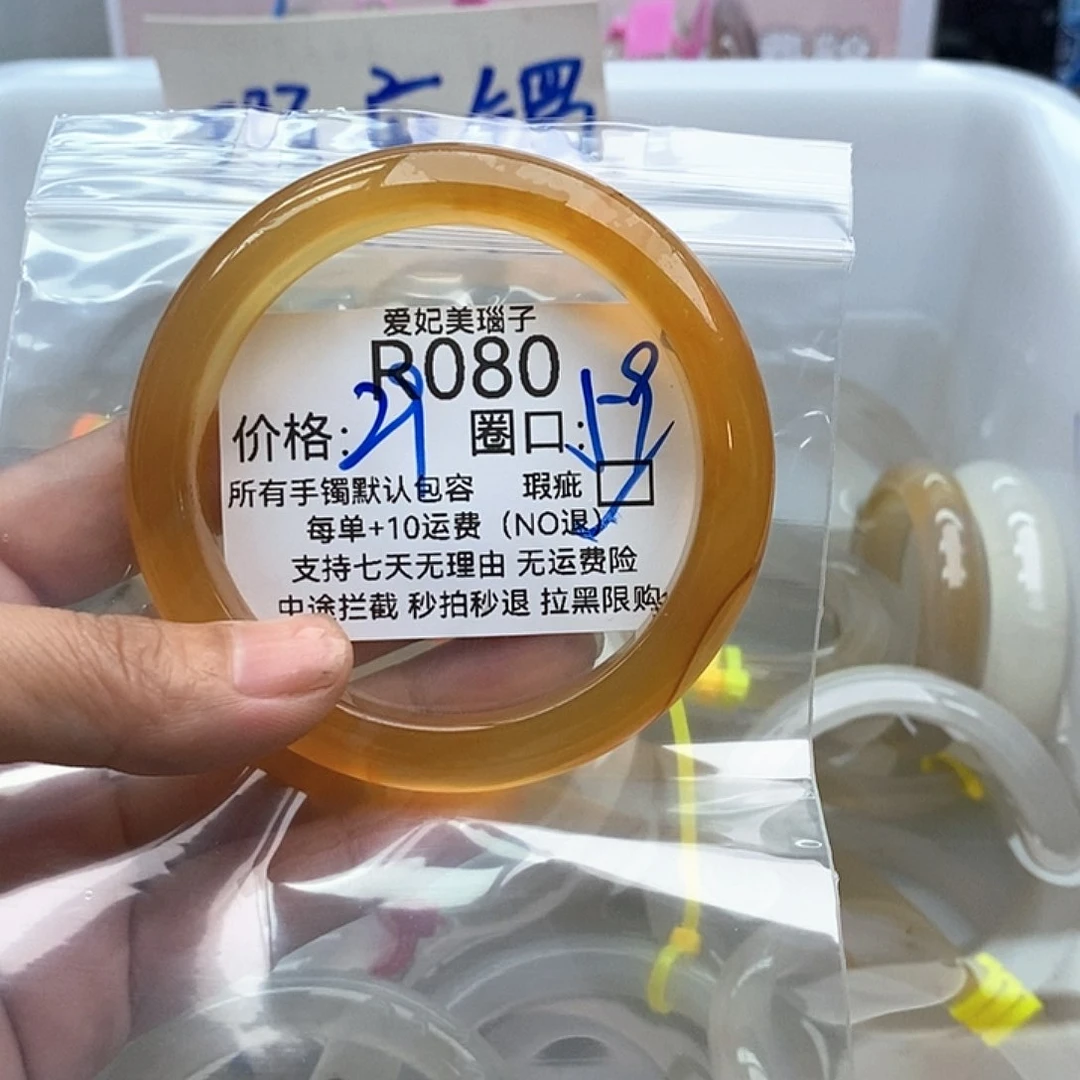 镯
爱妃美瑙子
R080
价格:29 圈口:
所有手镯默认包容 瑕疵
每单+10运费 (NO退)
支持七天无理由 无运费险
中途拦截 秒拍秒退 拉黑限购